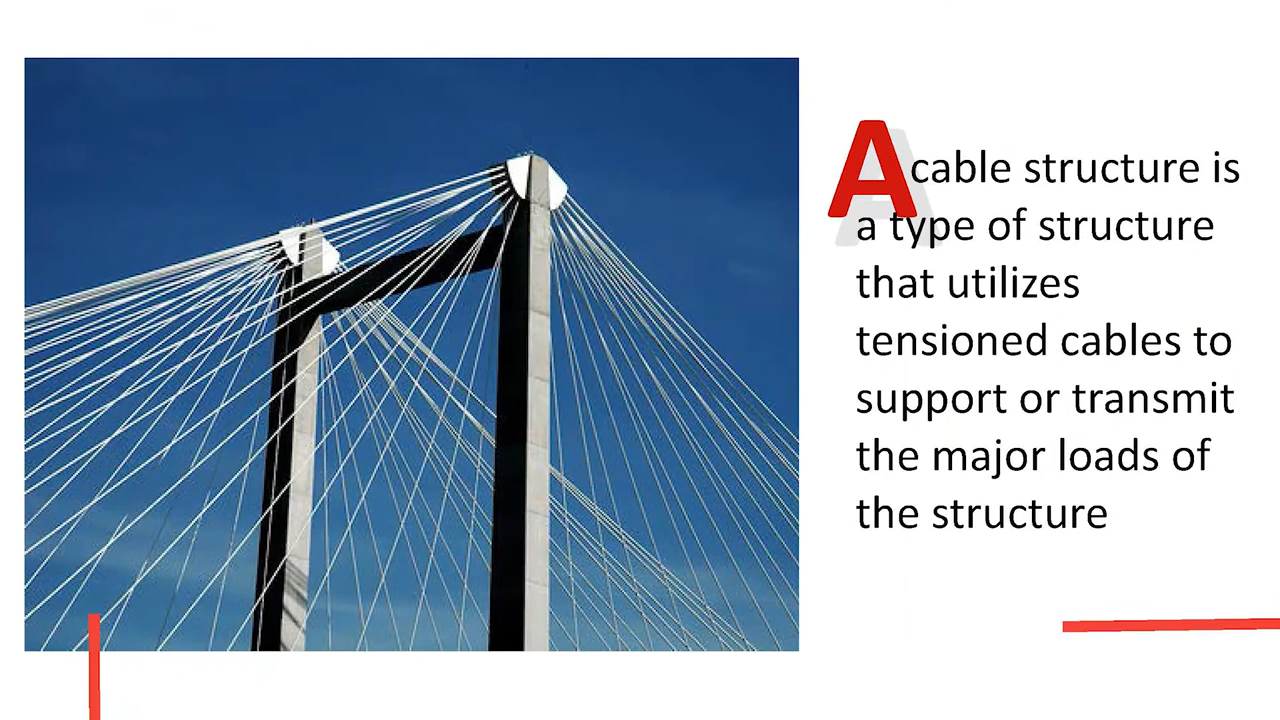 A cable structure is
a type of structure
that utilizes
tensioned cables to
support or transmit
the major loads of
the structure